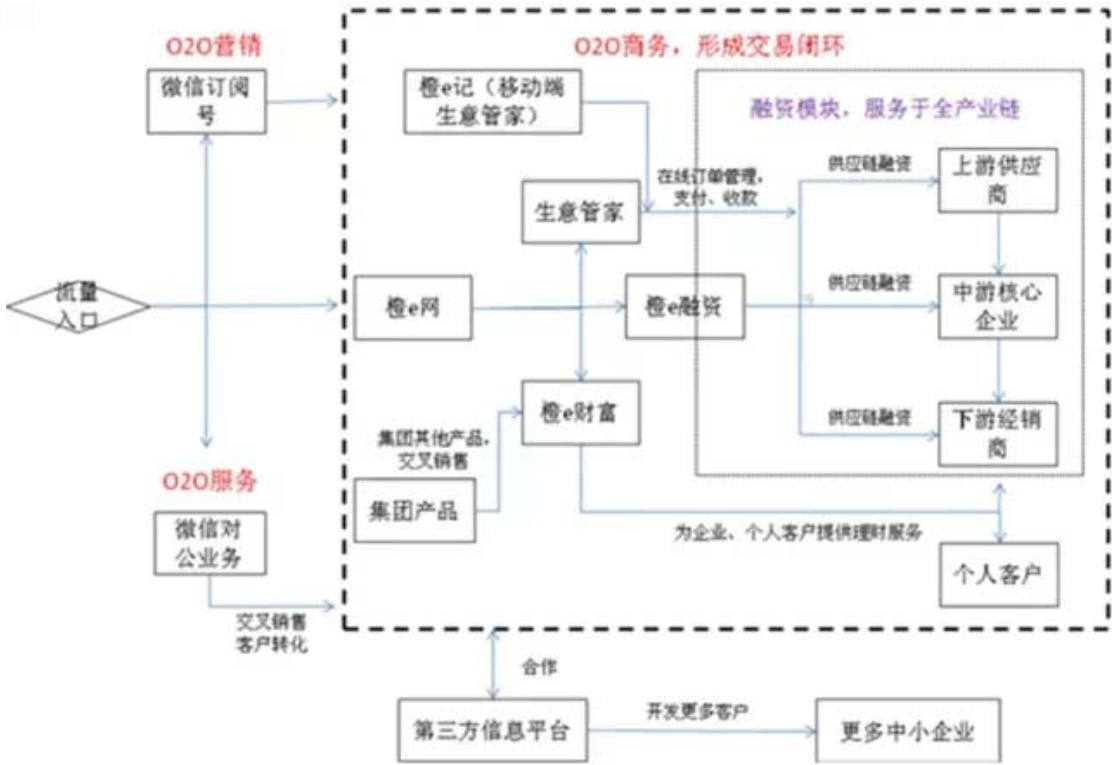 O2O营销
O2O商务，形成交易闭环
微信订阅
号
橙e记（移动端
生意管家）
融资模块，服务于全产业链
供应链融资
上游供应
商
在线订单管理，
支付、收款
生意管家
流量
入口
橙e网
橙e融资
供应链融资
中游核心
企业
橙e财富
供应链融资
下游经销
商
集团其他产品，
交叉销售
O2O服务
集团产品
微信对
公业务
为企业、个人客户提供理财服务
个人客户
交叉销售
客户转化
合作
第三方信息平台
开发更多客户
更多中小企业